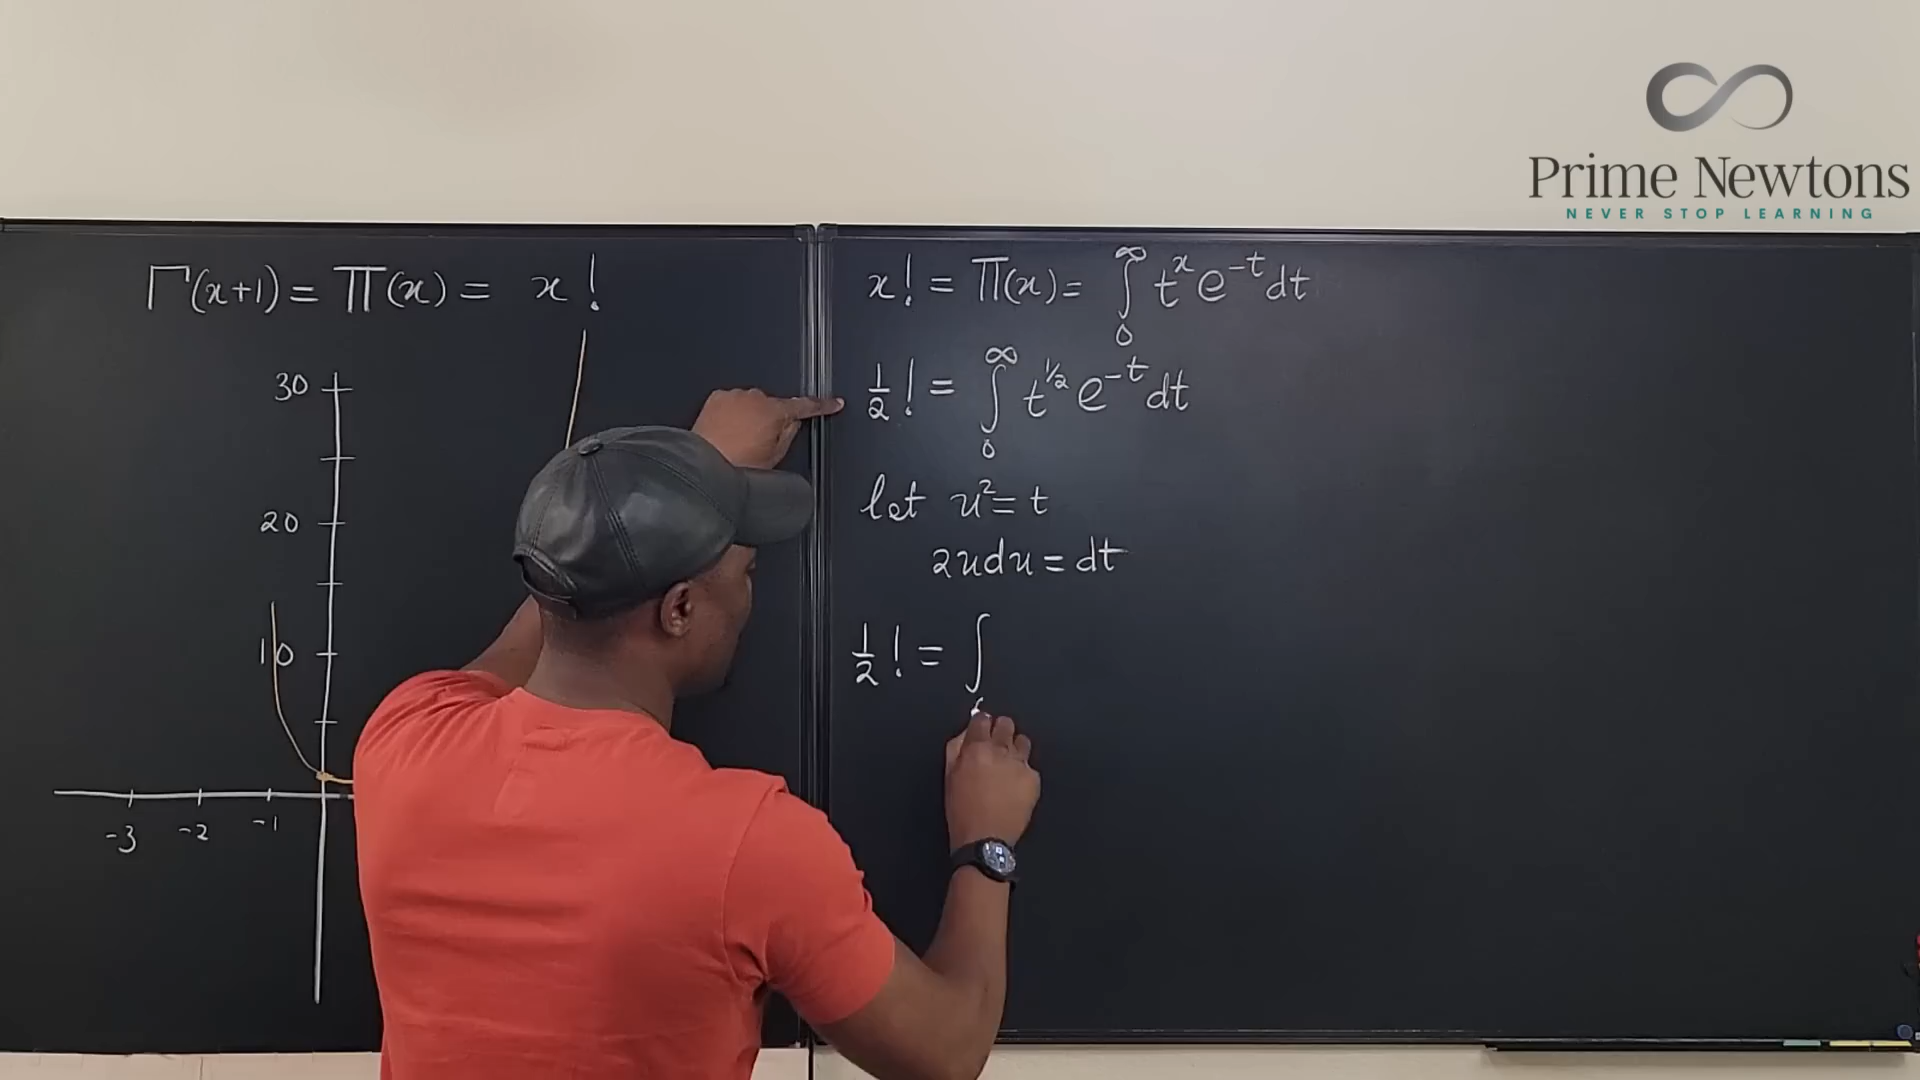 Prime Newtons
NEVER STOP LEARNING
Γ(x+1) = Π(x) = x!
30
20
10
-3 -2 -1
x! = Π(x) = ∫₀^∞ t^x e^-t dt
1/2 ! = ∫₀^∞ t^1/2 e^-t dt
let u² = t
2udu = dt
1/2 ! = ∫